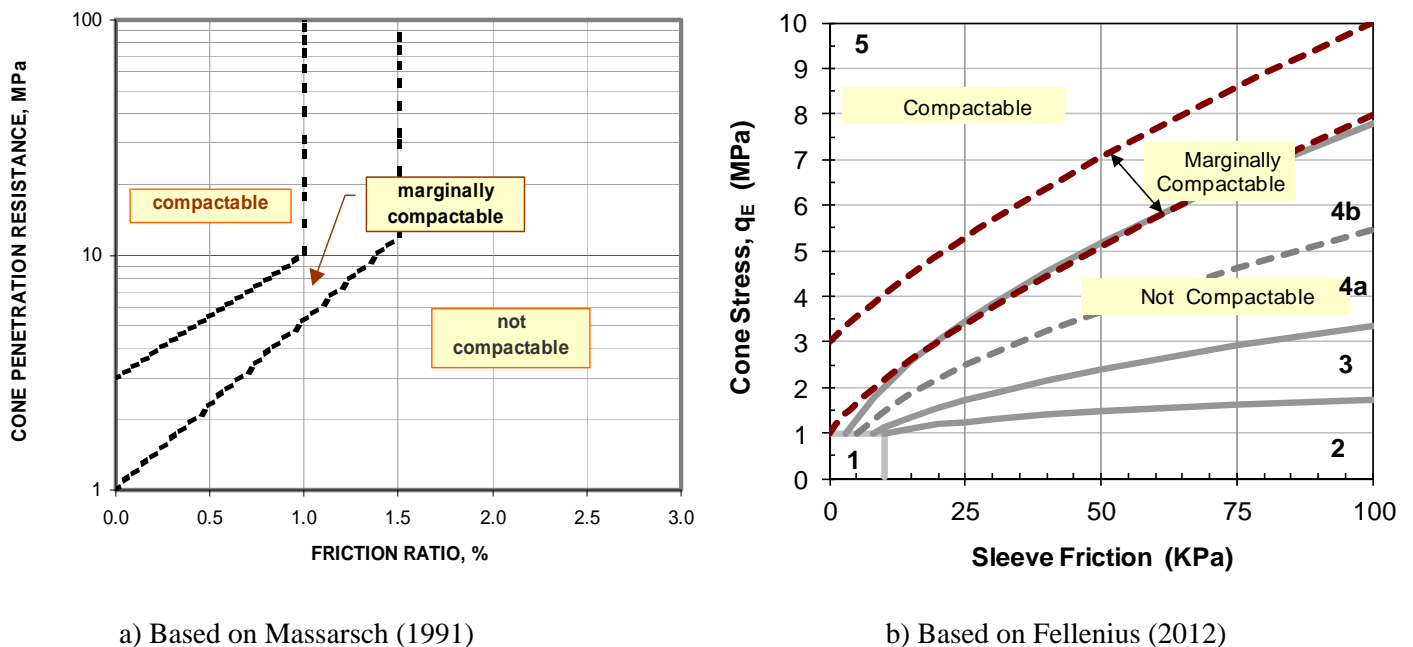 CONE PENETRATION RESISTANCE, MPa
100
10
1
compactable
marginally
compactable
not
compactable
0.0 0.5 1.0 1.5 2.0 2.5 3.0
FRICTION RATIO, %
a) Based on Massarsch (1991)
Cone Stress, qE (MPa)
10
9
8
7
6
5
4
3
2
1
0
5
Compactable
Marginally
Compactable
4b
4a
Not Compactable
3
2
1
0 25 50 75 100
Sleeve Friction (KPa)
b) Based on Fellenius (2012)